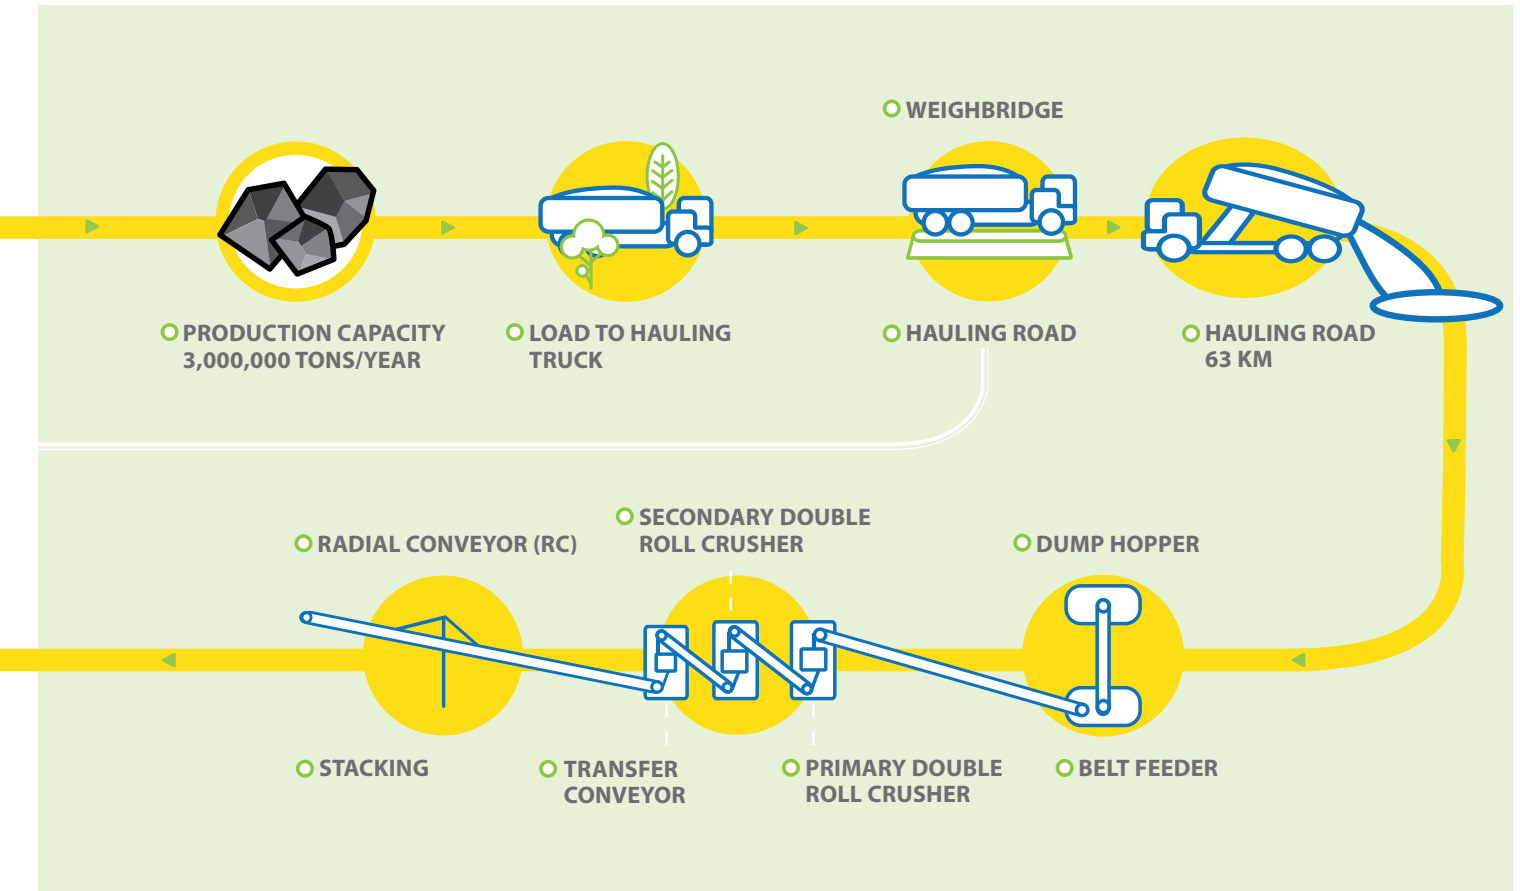 WEIGHBRIDGE
PRODUCTION CAPACITY
3,000,000 TONS/YEAR
LOAD TO HAULING
TRUCK
HAULING ROAD
HAULING ROAD
63 KM
SECONDARY DOUBLE
ROLL CRUSHER
RADIAL CONVEYOR (RC)
DUMP HOPPER
STACKING
TRANSFER
CONVEYOR
PRIMARY DOUBLE
ROLL CRUSHER
BELT FEEDER